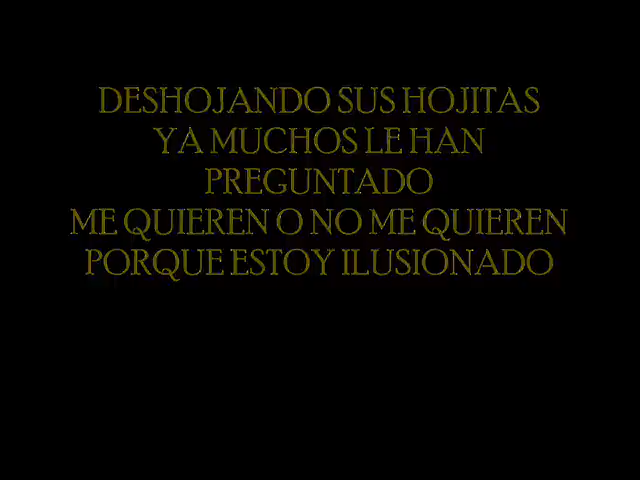 DESHOJANDO SUS HOJITAS
YA MUCHOS LE HAN
PREGUNTADO
ME QUIEREN O NO ME QUIEREN
PORQUE ESTOY ILUSIONADO